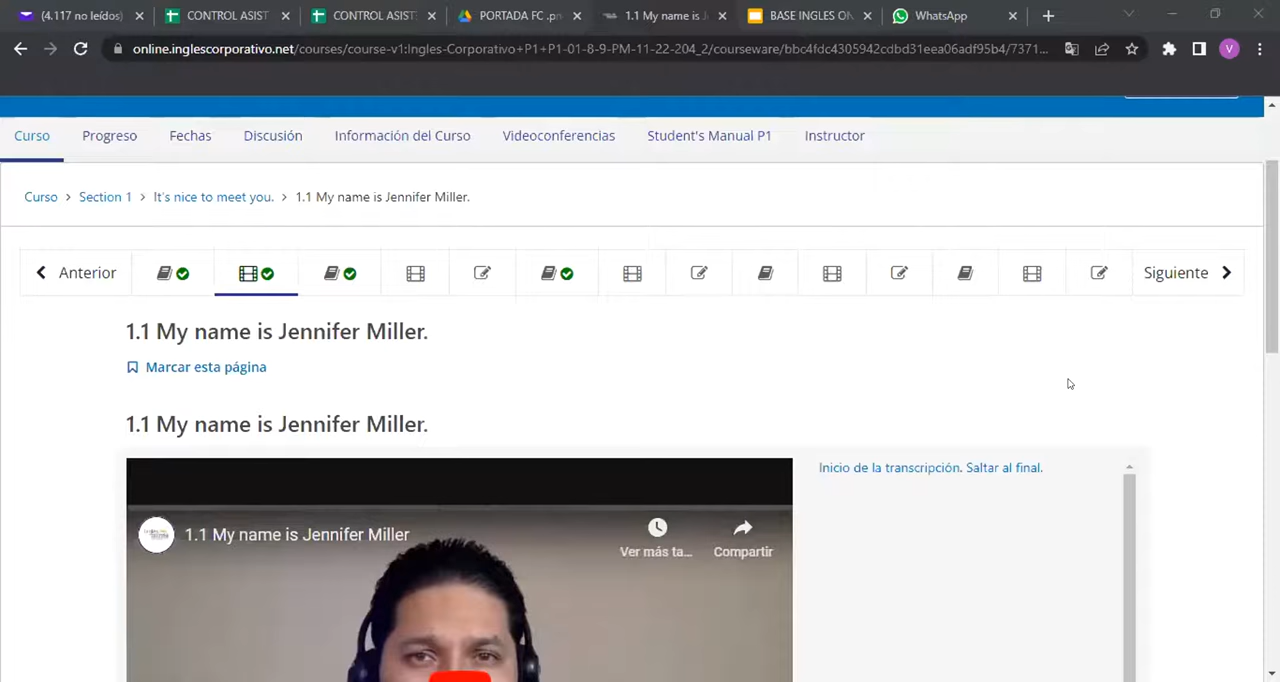 (4.117 no leídos)
CONTROL ASIST
CONTROL ASIST
PORTADA FC .pn
1.1 My name is J
BASE INGLES ON
WhatsApp
online.inglescorporativo.net/courses/course-v1:Ingles-Corporativo+P1+P1-01-8-9-PM-11-22-204_2/courseware/bbc4fdc4305942cdbd31eea06adf95b4/7371...
V
Curso Progreso Fechas Discusión Información del Curso Videoconferencias Student's Manual P1 Instructor
Curso > Section 1 > It's nice to meet you. > 1.1 My name is Jennifer Miller.
Anterior
Siguiente
1.1 My name is Jennifer Miller.
Marcar esta página
1.1 My name is Jennifer Miller.
Inicio de la transcripción. Saltar al final.
1.1 My name is Jennifer Miller
Ver más ta...
Compartir